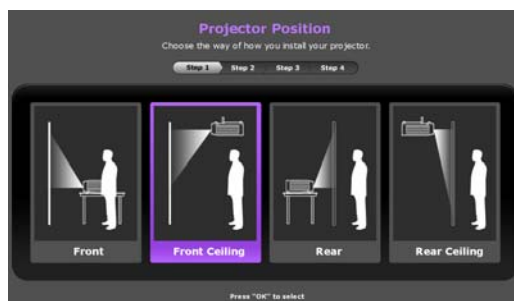 Projector Position
Choose the way of how you install your projector.
Step 1 Step 2 Step 3 Step 4
Front Front Ceiling Rear Rear Ceiling
Press "OK" to select